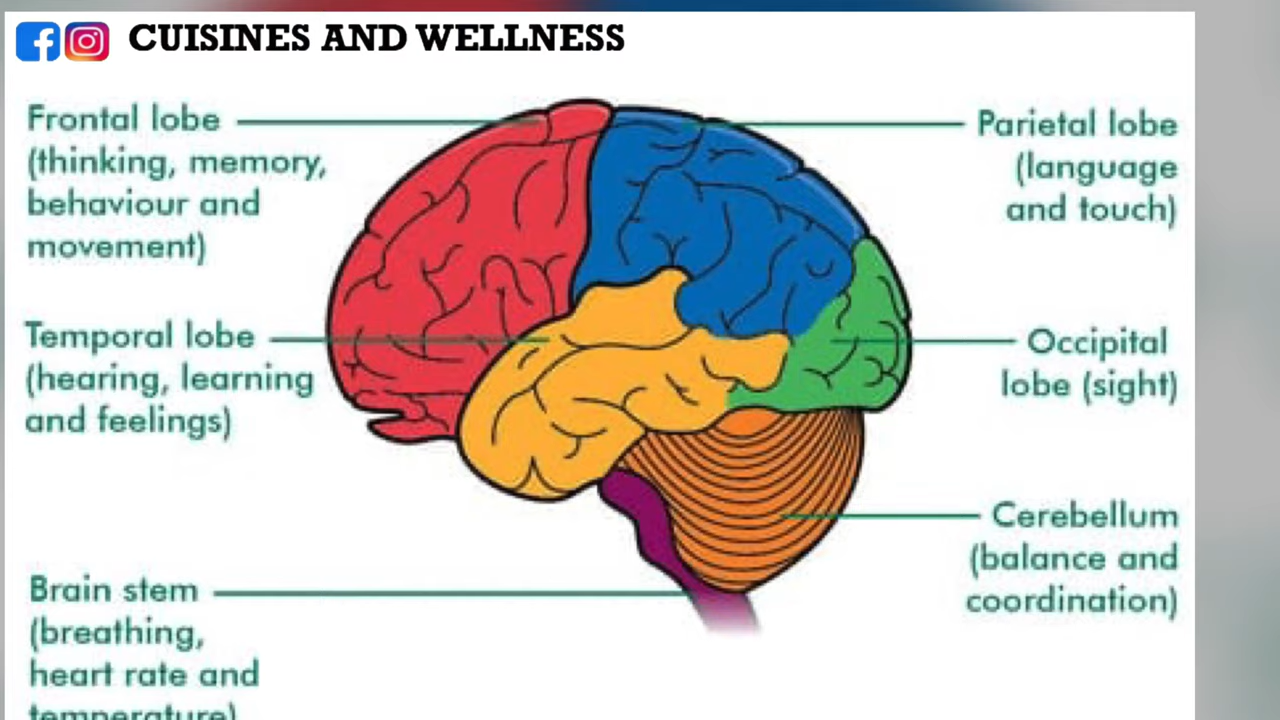 CUISINES AND WELLNESS
Frontal lobe
(thinking, memory,
behaviour and
movement)
Temporal lobe
(hearing, learning
and feelings)
Brain stem
(breathing,
heart rate and
temperature)
Parietal lobe
(language
and touch)
Occipital
lobe (sight)
Cerebellum
(balance and
coordination)